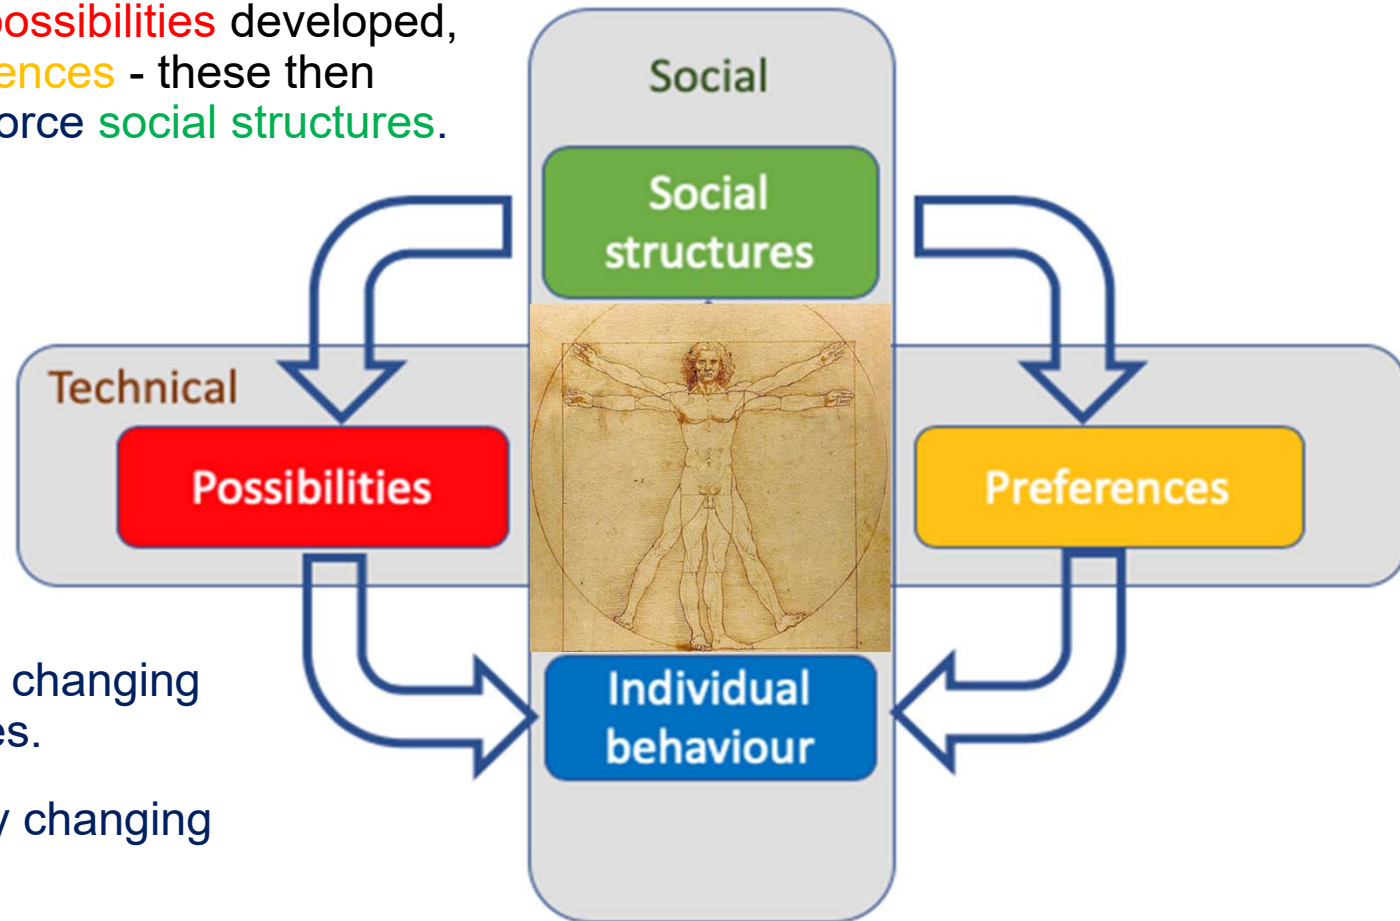 possibilities developed,
ences - these then
orce social structures.
Social
Social
structures
Technical
Possibilities
Preferences
changing
es.
Individual
behaviour
y changing